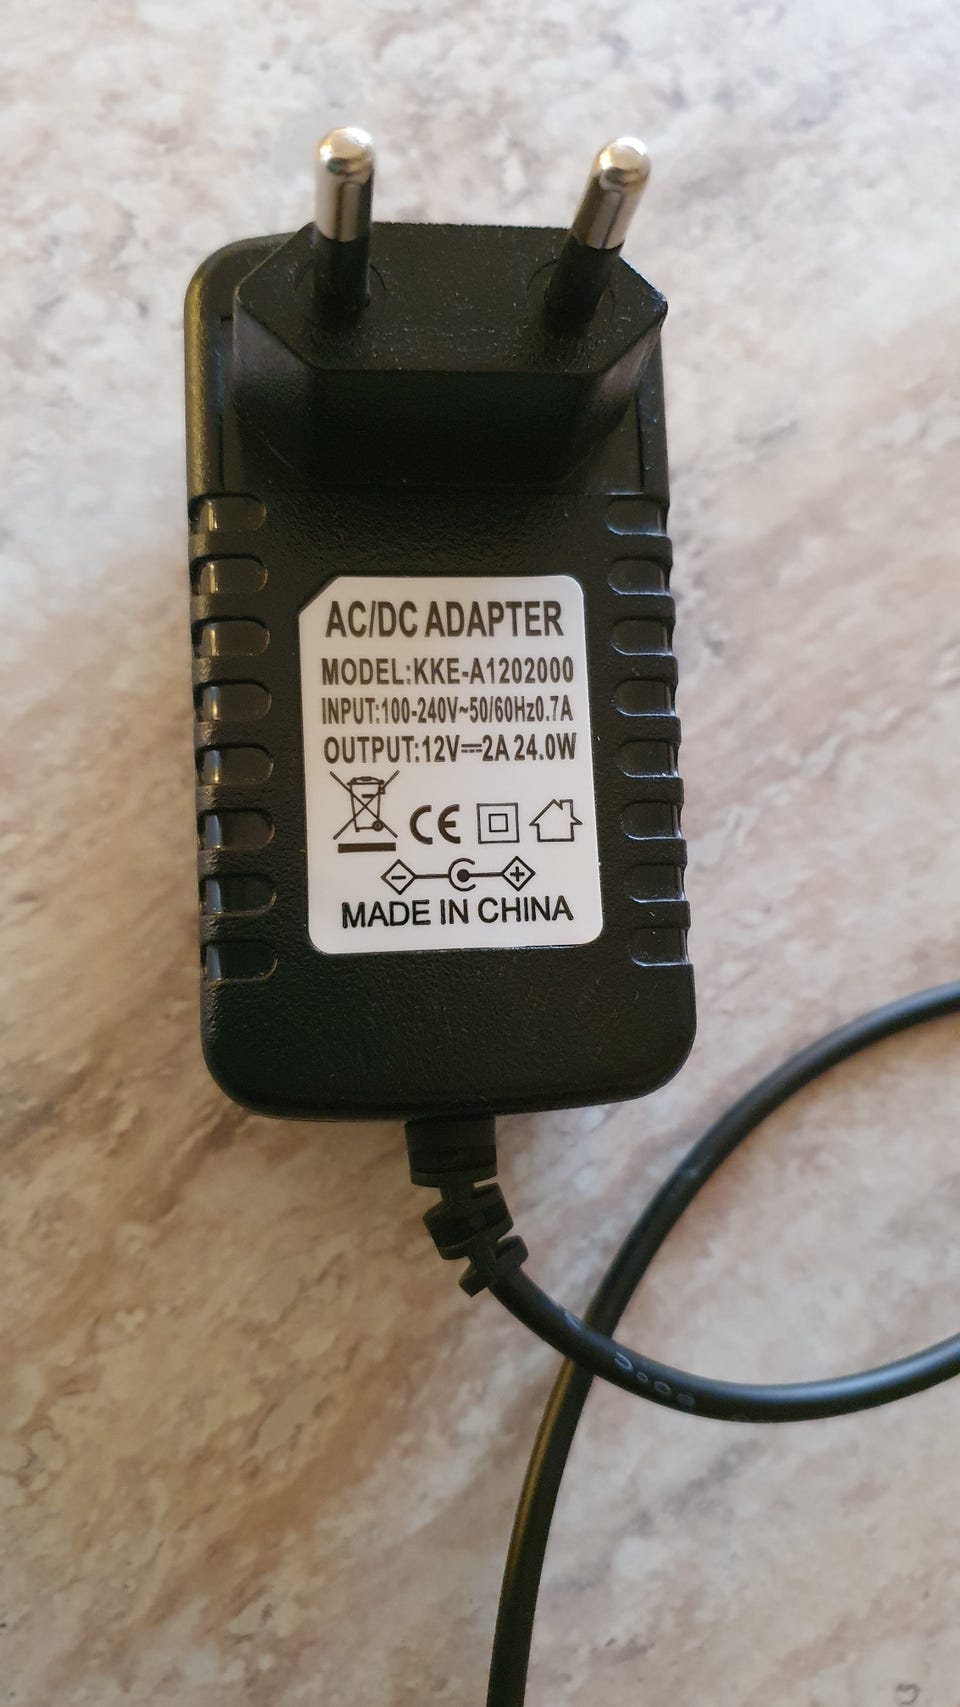 AC/DC ADAPTER
MODEL:KKE-A1202000
INPUT:100-240V~50/60Hz0.7A
OUTPUT:12V⎓2A 24.0W
CE
- +
MADE IN CHINA